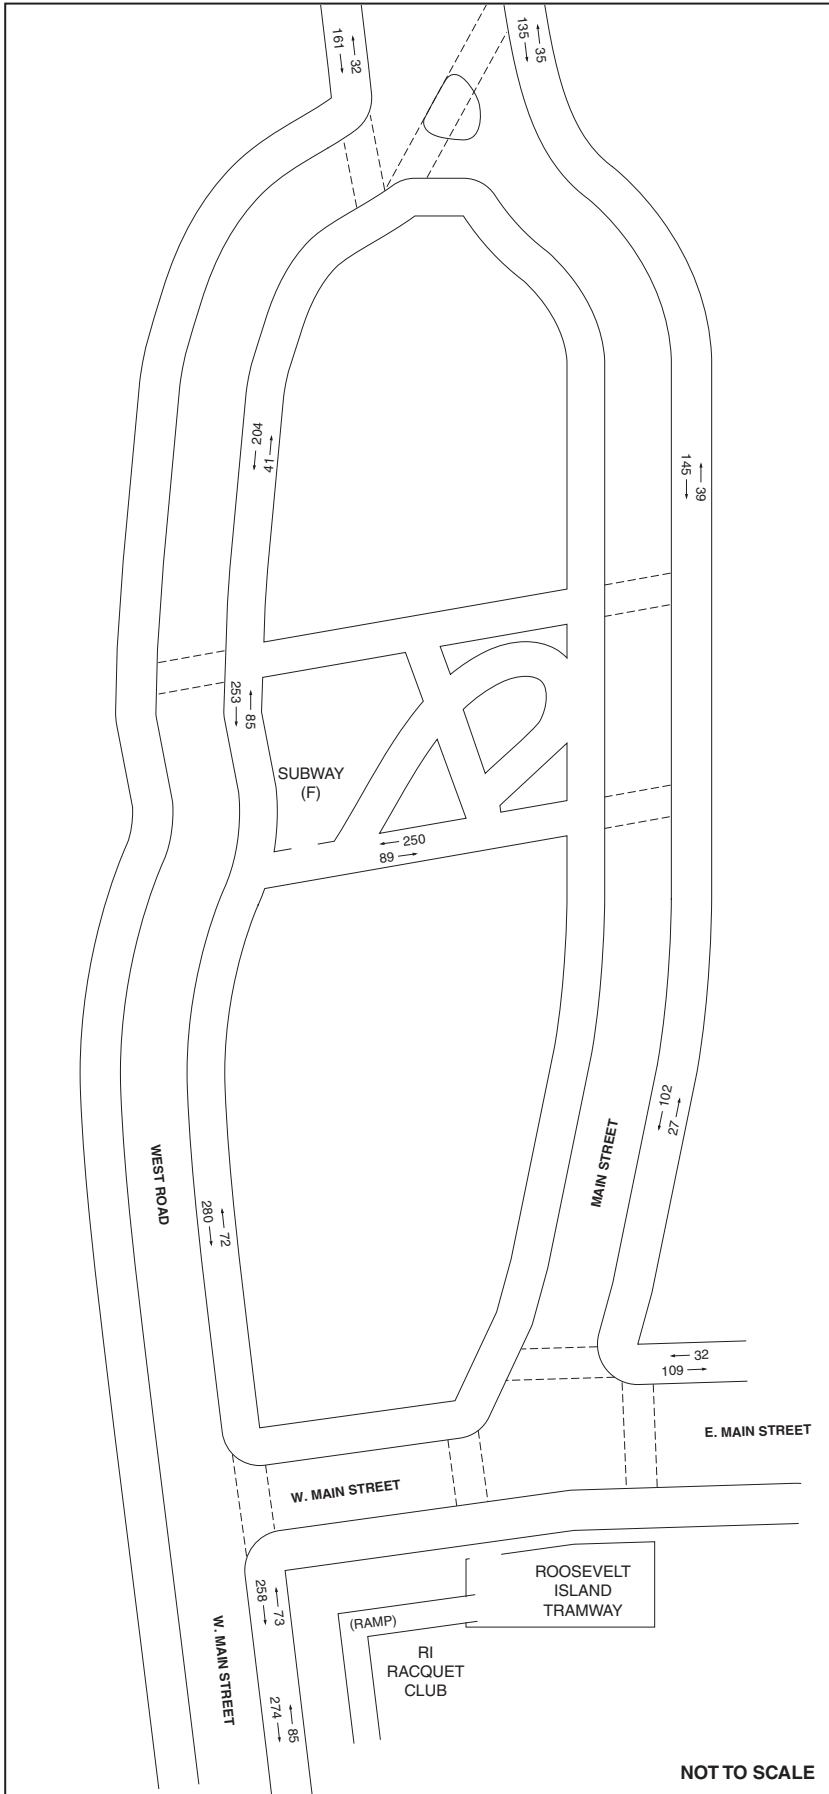 161
32
135
35
204
41
39
145
253
85
SUBWAY
(F)
250
89
102
27
WEST ROAD
MAIN STREET
280
72
32
109
E. MAIN STREET
W. MAIN STREET
258
73
ROOSEVELT
ISLAND
TRAMWAY
(RAMP)
RI
RACQUET
CLUB
W. MAIN STREET
274
85
NOT TO SCALE